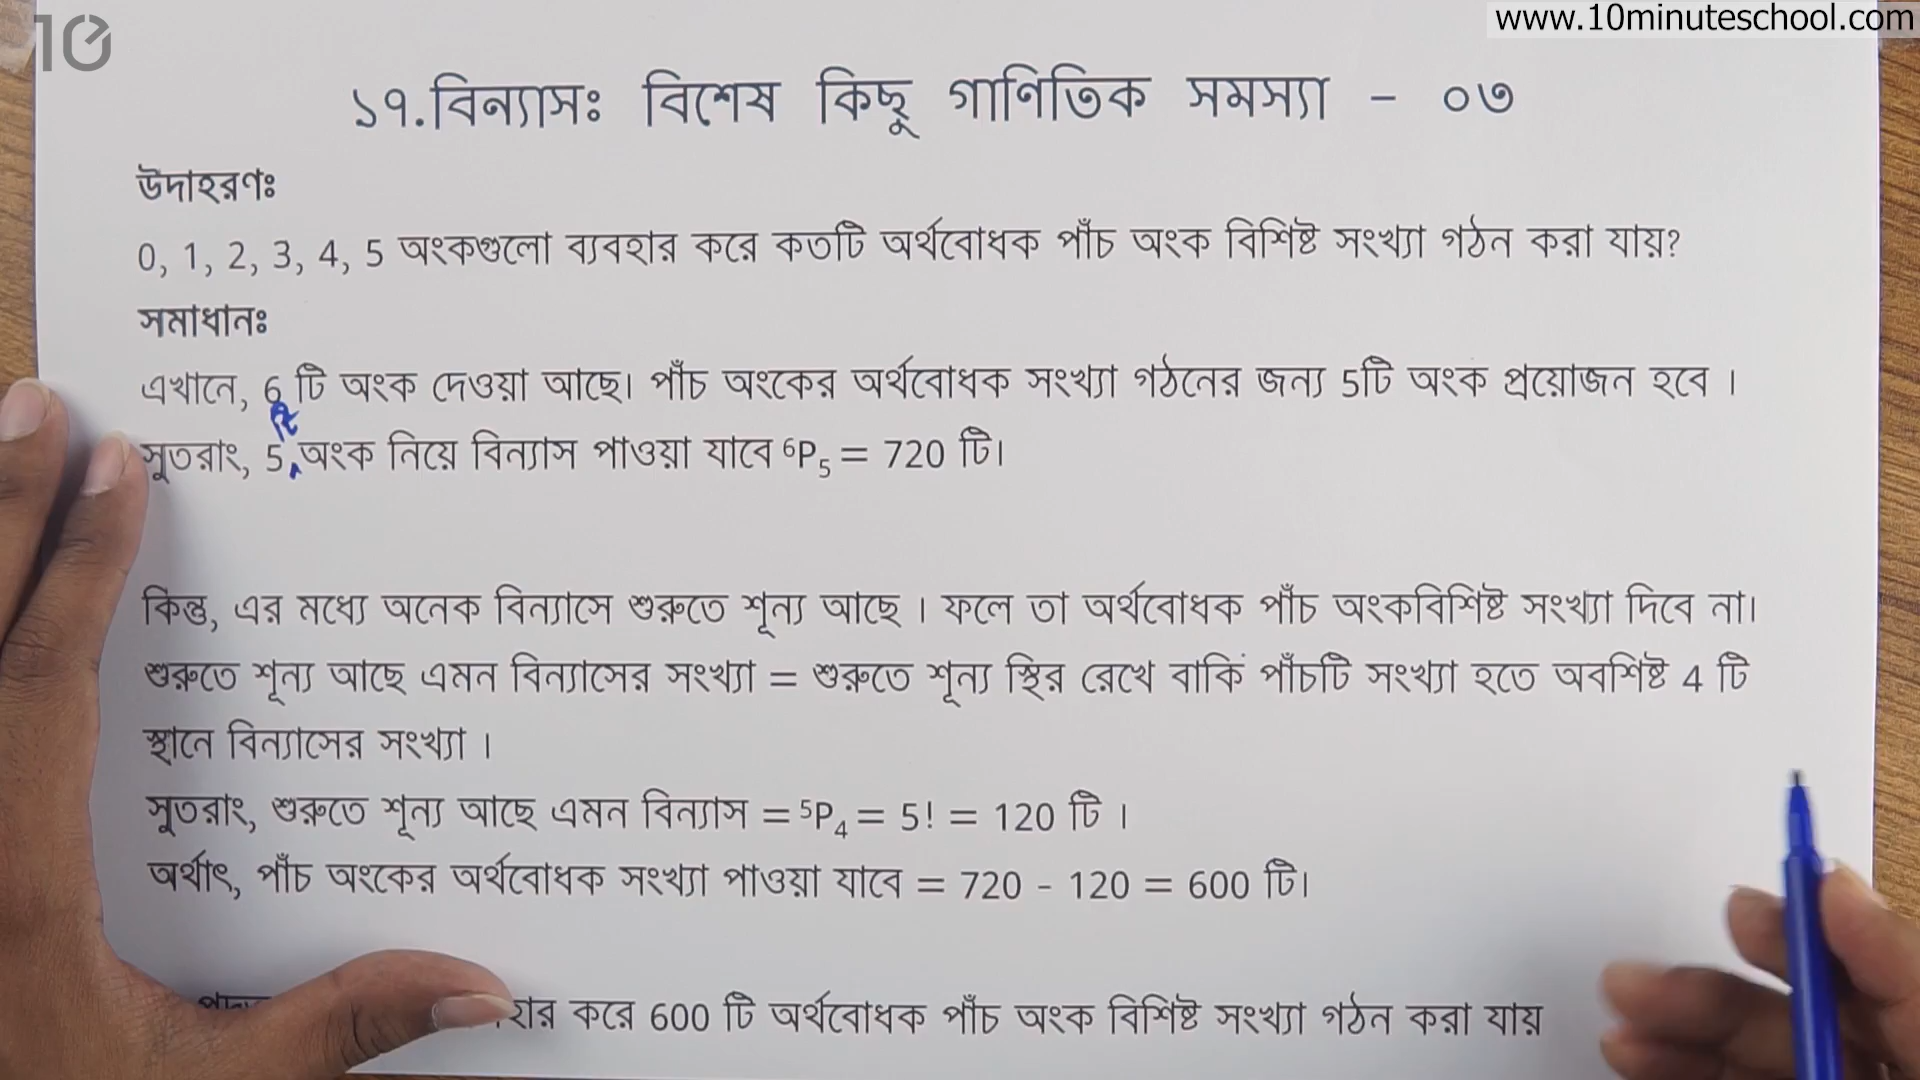 10
www.10minuteschool.com
১৭.বিন্যাসঃ বিশেষ কিছু গাণিতিক সমস্যা - ০৩
উদাহরণঃ
0, 1, 2, 3, 4, 5 অংকগুলো ব্যবহার করে কতটি অর্থবোধক পাঁচ অংক বিশিষ্ট সংখ্যা গঠন করা যায়?
সমাধানঃ
এখানে, 6 টি অংক দেওয়া আছে। পাঁচ অংকের অর্থবোধক সংখ্যা গঠনের জন্য 5টি অংক প্রয়োজন হবে ।
টি
সুতরাং, 5 অংক নিয়ে বিন্যাস পাওয়া যাবে ⁶P₅ = 720 টি।
কিন্তু, এর মধ্যে অনেক বিন্যাসে শুরুতে শূন্য আছে । ফলে তা অর্থবোধক পাঁচ অংকবিশিষ্ট সংখ্যা দিবে না।
শুরুতে শূন্য আছে এমন বিন্যাসের সংখ্যা = শুরুতে শূন্য স্থির রেখে বাকি পাঁচটি সংখ্যা হতে অবশিষ্ট 4 টি
স্থানে বিন্যাসের সংখ্যা ।
সুতরাং, শুরুতে শূন্য আছে এমন বিন্যাস = ⁵P₄ = 5! = 120 টি ।
অর্থাৎ, পাঁচ অংকের অর্থবোধক সংখ্যা পাওয়া যাবে = 720 - 120 = 600 টি।
করে 600 টি অর্থবোধক পাঁচ অংক বিশিষ্ট সংখ্যা গঠন করা যায়